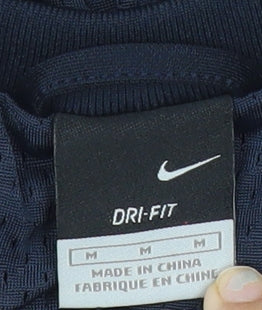 DRI-FIT
M M M
MADE IN CHINA
FABRIQUE EN CHINE